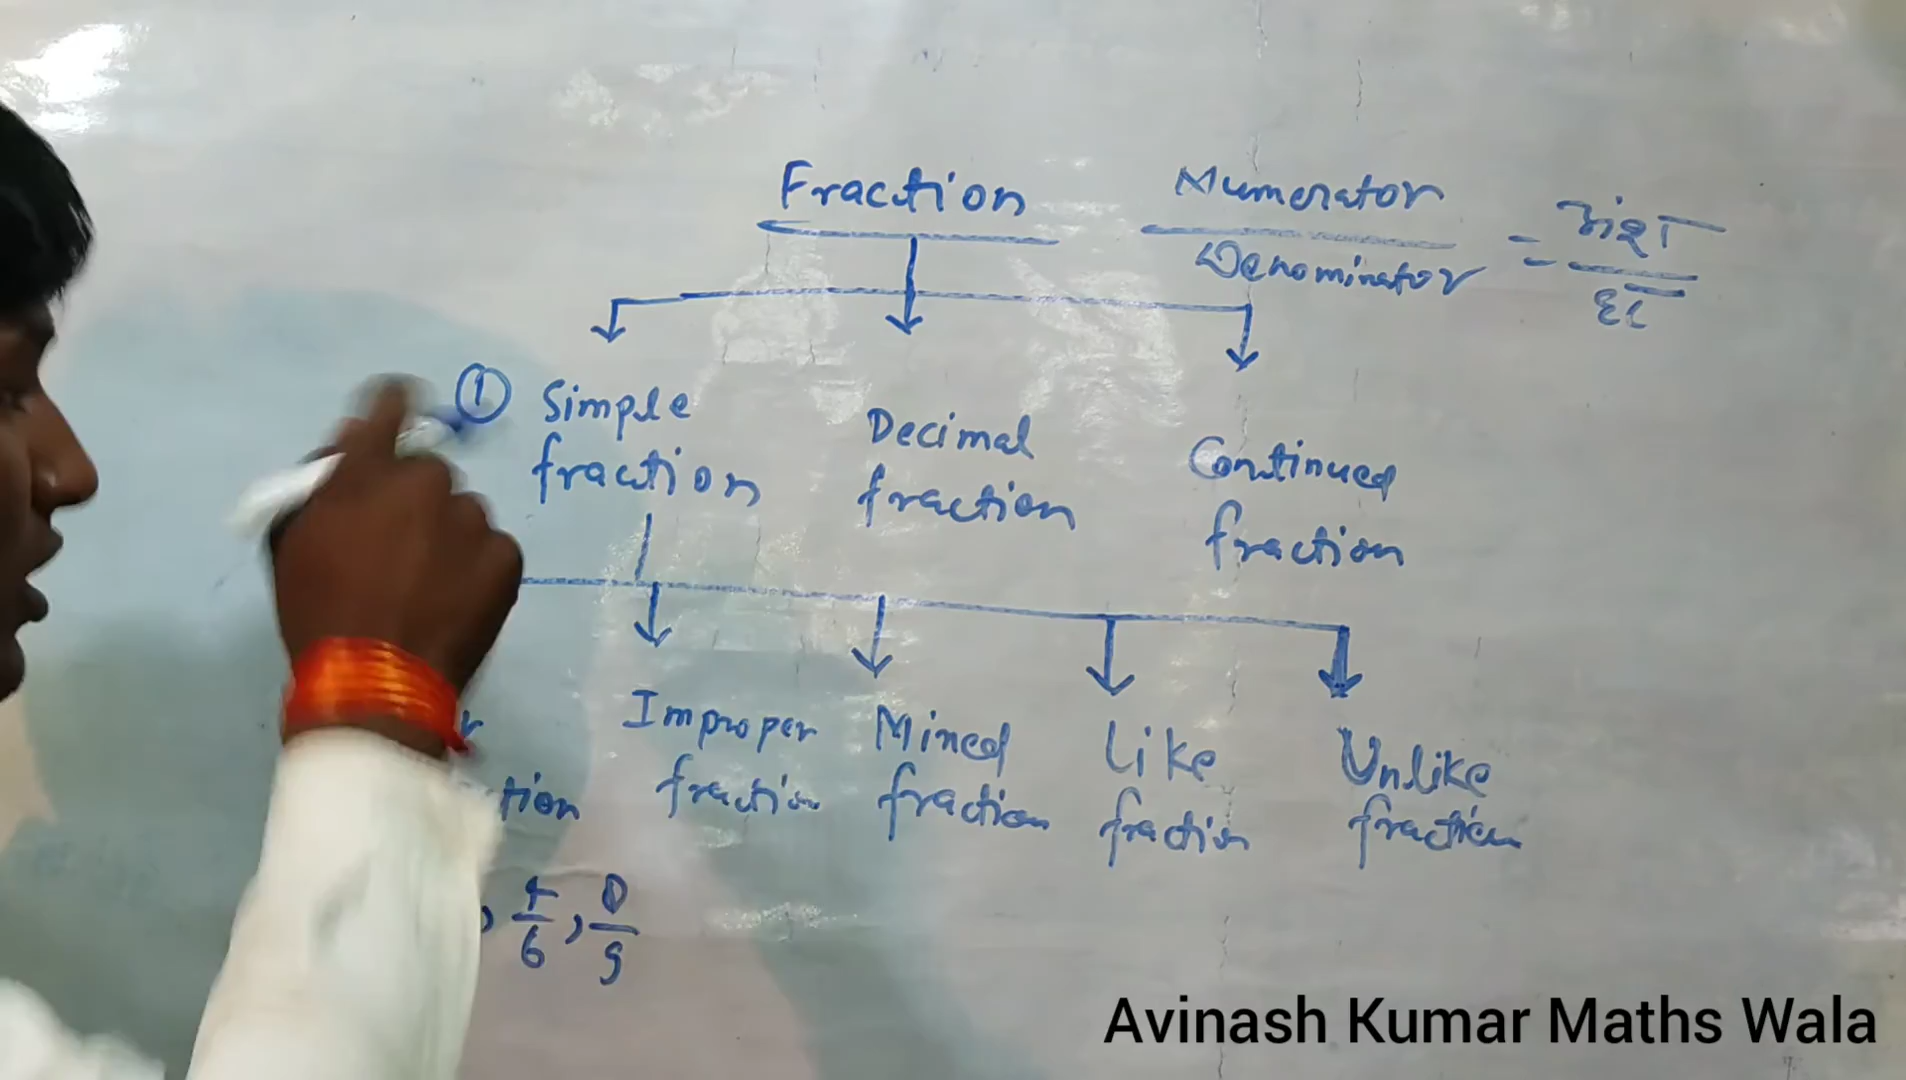 Fraction
Numerator
Denominator
=
अंश
हर
① Simple
fraction
Decimal
fraction
Continued
fraction
Improper
fraction
Mixed
fraction
Like
fraction
Unlike
fraction
r
tion
, 4/6, 0/9
Avinash Kumar Maths Wala